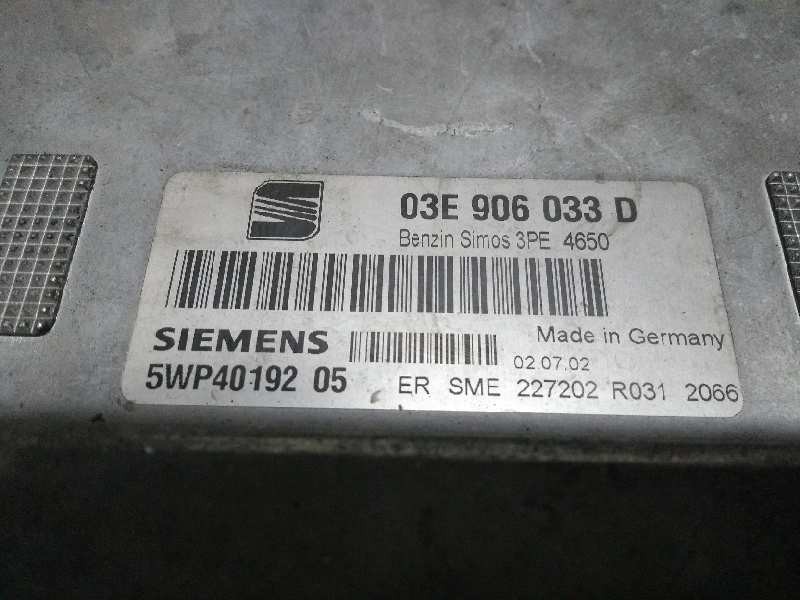 03E 906 033 D
Benzin Simos 3PE 4650
SIEMENS
Made in Germany
02.07.02
5WP40192 05
ER SME 227202 R031 2066